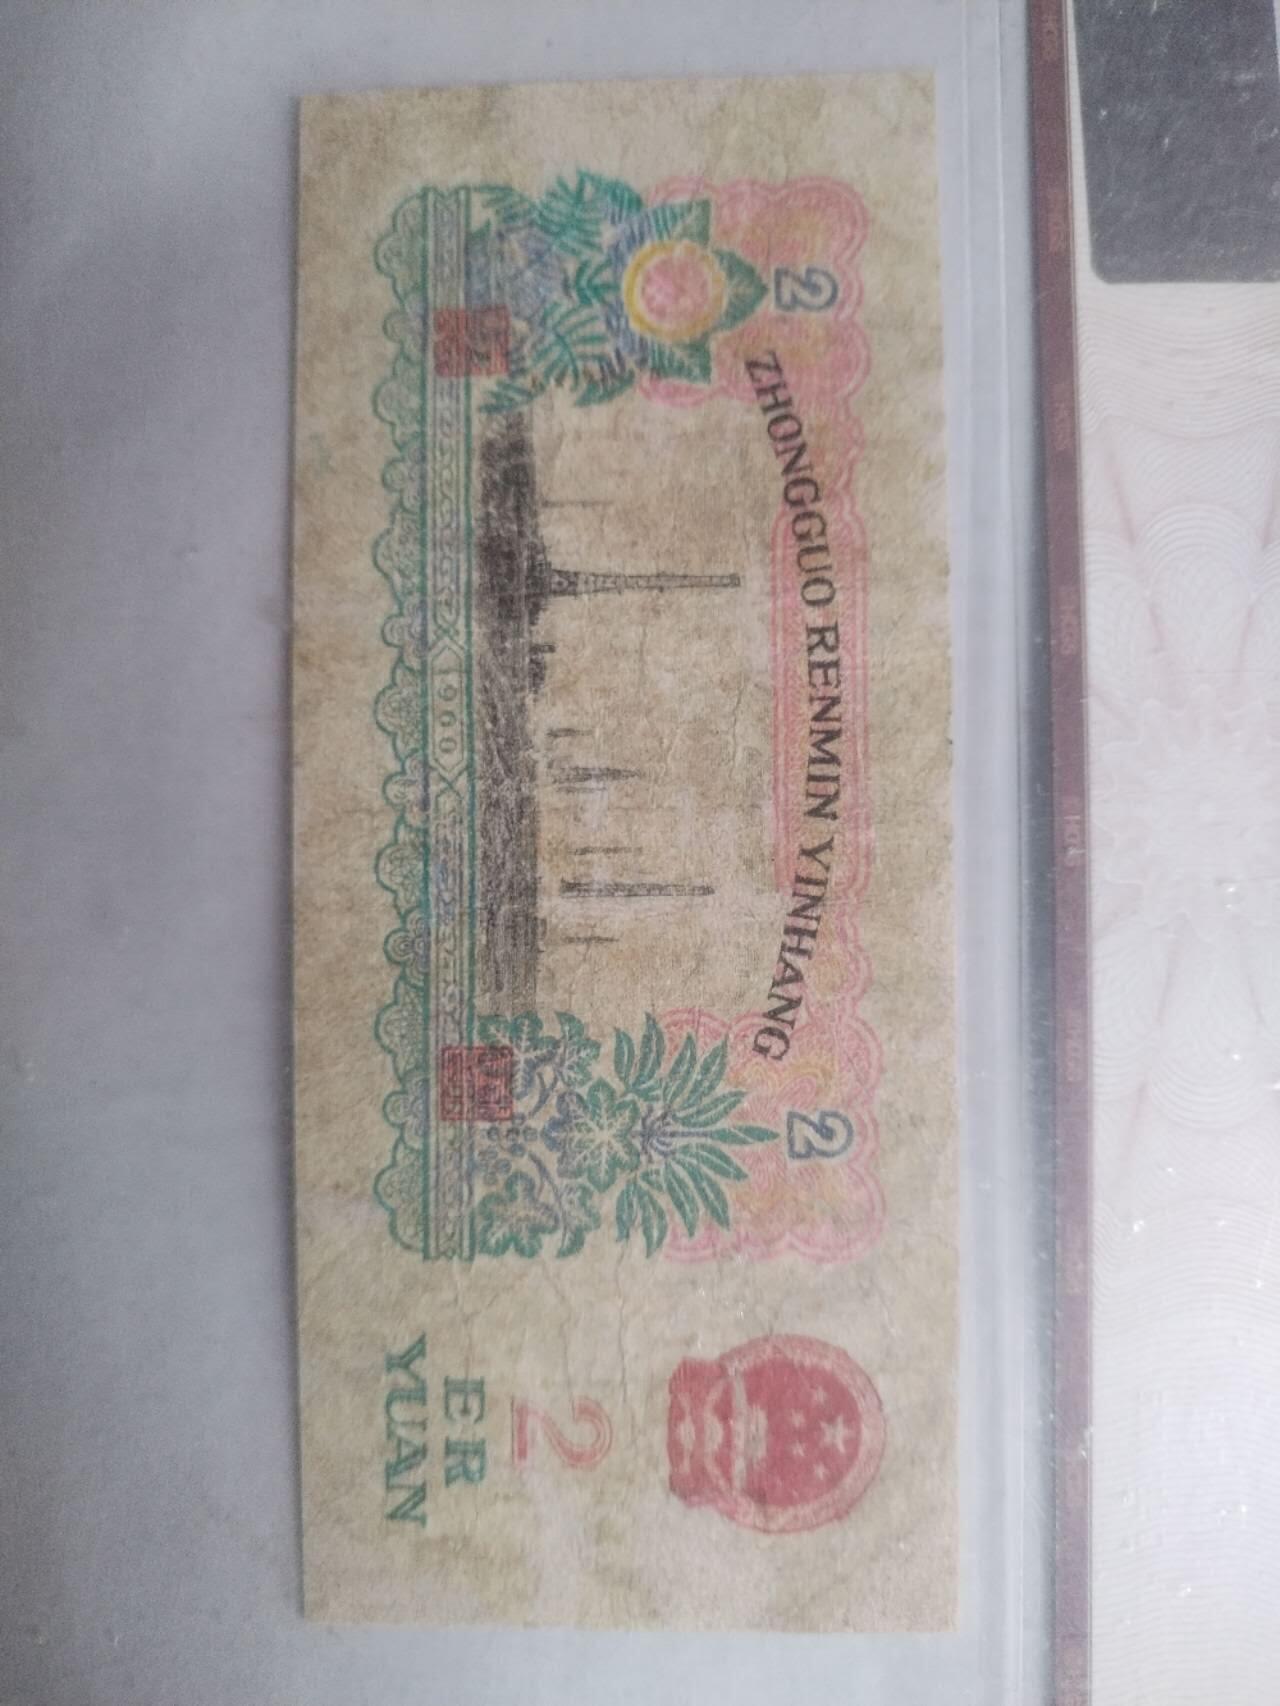 ZHONGGUO RENMIN YINHANG
2
2
2
ER
YUAN
1960